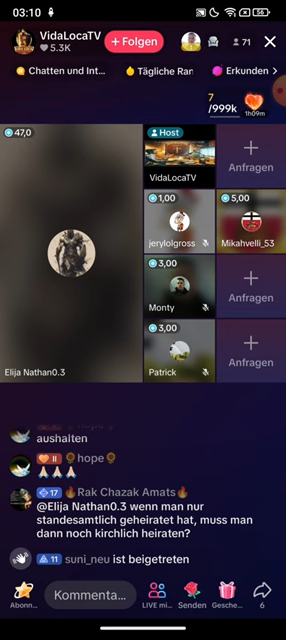 03:10
56
VidaLocaTV
5.3K
+ Folgen
71
Chatten und Int...
Tägliche Ran
Erkunden >
7
/999k
1h09m
47,0
Host
VidaLocaTV
Anfragen
1,00
jerylolgross
5,00
Mikahvelli_53
3,00
Monty
Anfragen
3,00
Patrick
Anfragen
Elija Nathan0.3
aushalten
II
hope
17
Rak Chazak Amats
@Elija Nathan0.3 wenn man nur
standesamtlich geheiratet hat, muss man
dann noch kirchlich heiraten?
11 suni_neu ist beigetreten
Abonn...
Kommenta...
LIVE mi...
Senden
Gesche...
6